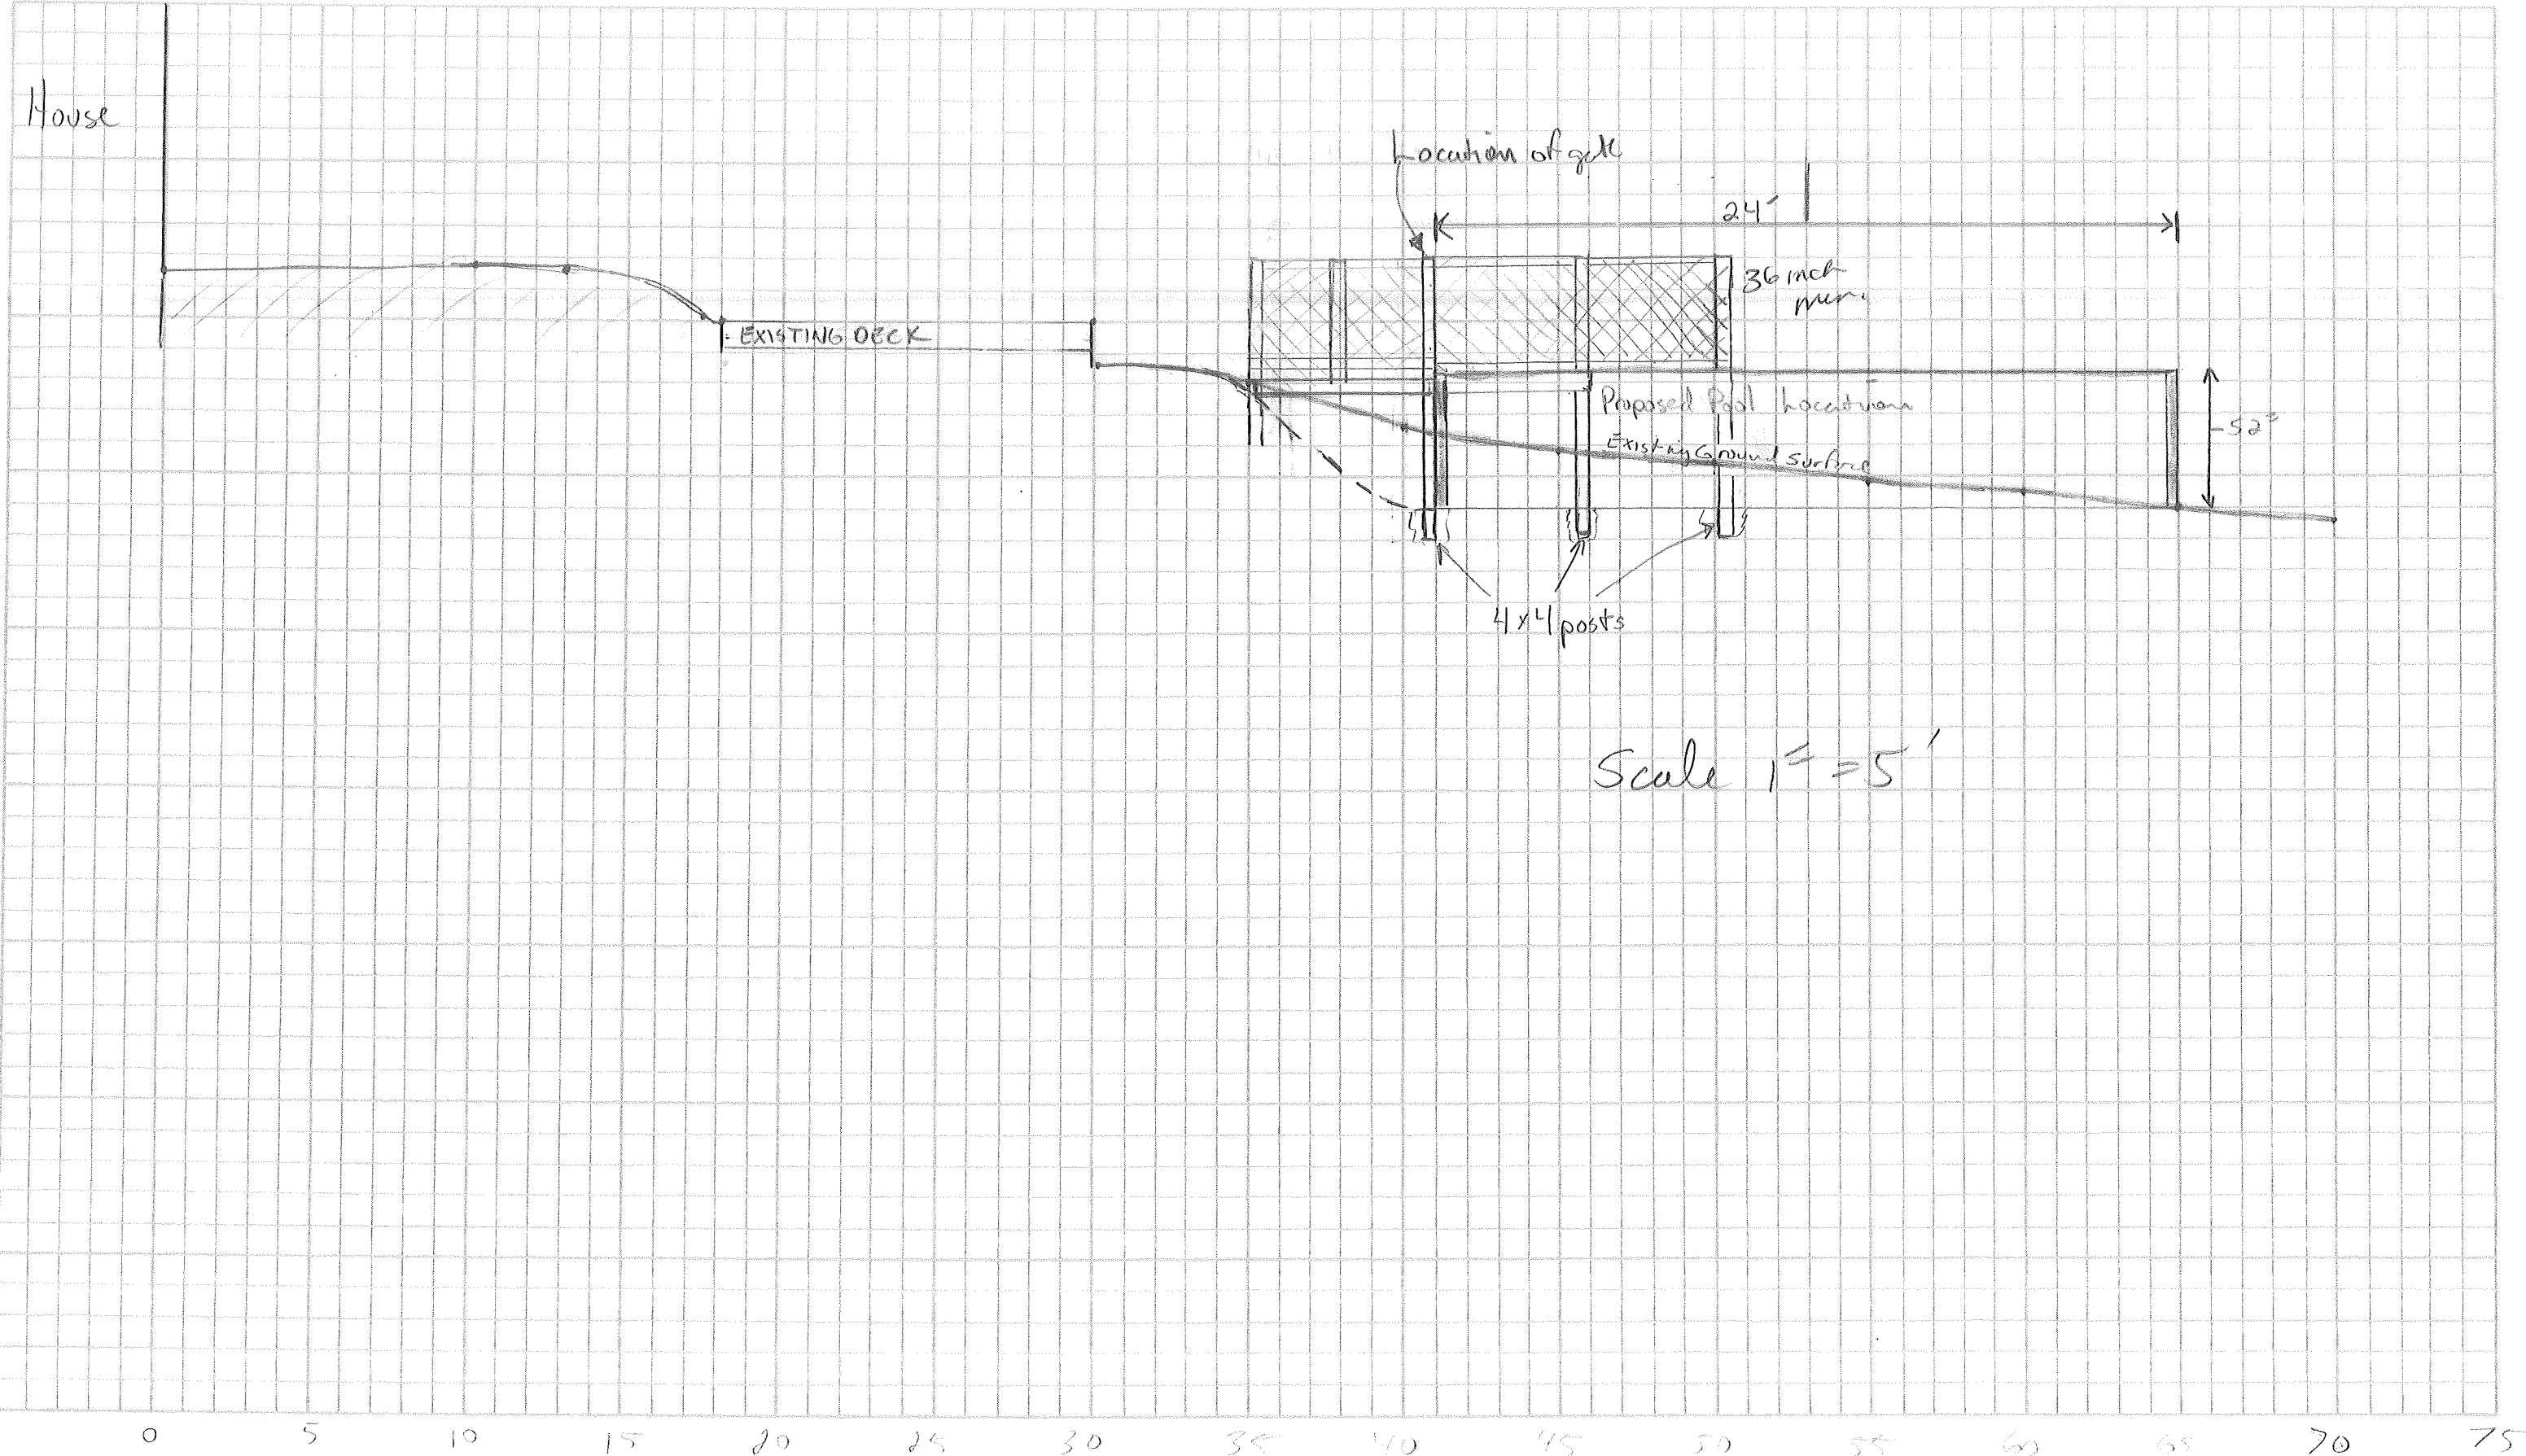 House
Location of gate
24'
36 inch
min.
EXISTING DECK
Proposed Pool Location
52"
Existing Ground Surface
4x4 posts
Scale 1" = 5'
0 5 10 15 20 25 30 35 40 45 50 55 60 65 70 75